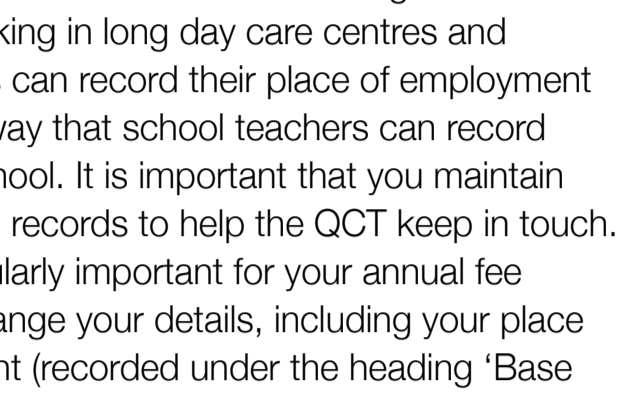 king in long day care centres and
can record their place of employment
way that school teachers can record
hool. It is important that you maintain
records to help the QCT keep in touch.
ularly important for your annual fee
ange your details, including your place
nt (recorded under the heading ‘Base